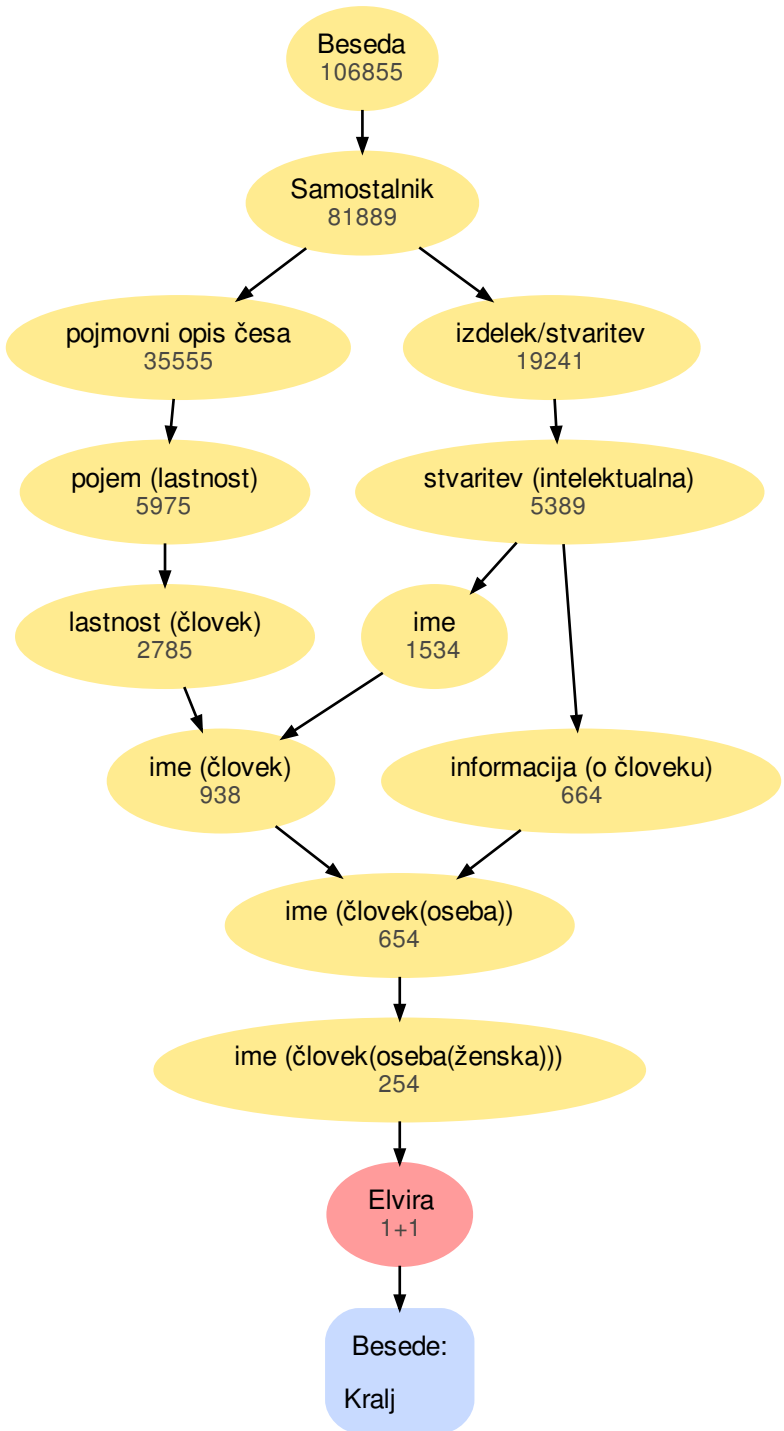 Beseda
106855
Samostalnik
81889
pojmovni opis česa
35555
izdelek/stvaritev
19241
pojem (lastnost)
5975
stvaritev (intelektualna)
5389
lastnost (človek)
2785
ime
1534
ime (človek)
938
informacija (o človeku)
664
ime (človek(oseba))
654
ime (človek(oseba(ženska)))
254
Elvira
1+1
Besede:
Kralj